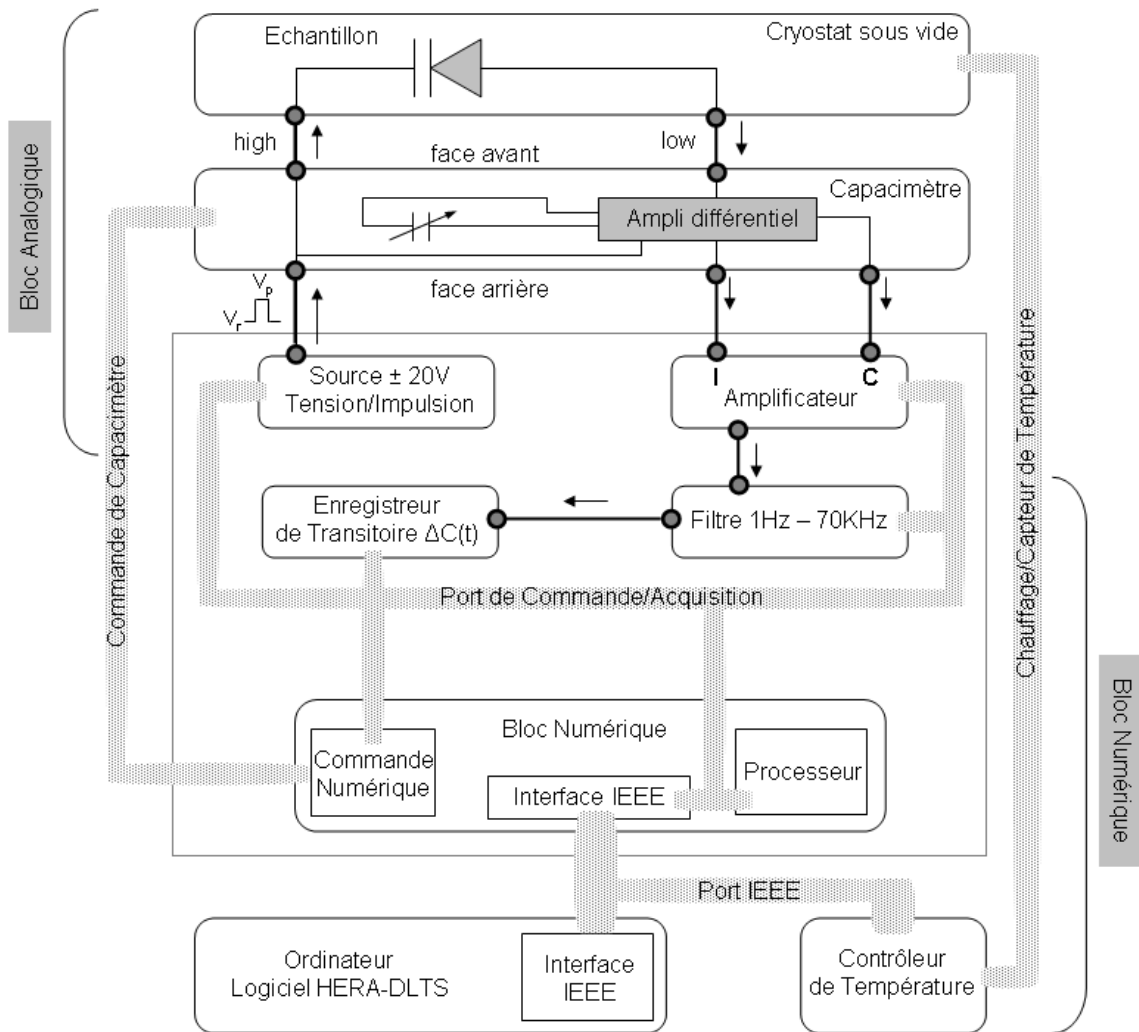 Echantillon
Cryostat sous vide
high
face avant
low
Capacimètre
Ampli différentiel
Bloc Analogique
Vp
Vr
face arrière
Source ± 20V
Tension/Impulsion
I
C
Amplificateur
Commande de Capacimètre
Chauffage/Capteur de Température
Enregistreur
de Transitoire ΔC(t)
Filtre 1Hz – 70KHz
Port de Commande/Acquisition
Bloc Numérique
Bloc Numérique
Commande
Numérique
Interface IEEE
Processeur
Port IEEE
Ordinateur
Logiciel HERA-DLTS
Interface
IEEE
Contrôleur
de Température